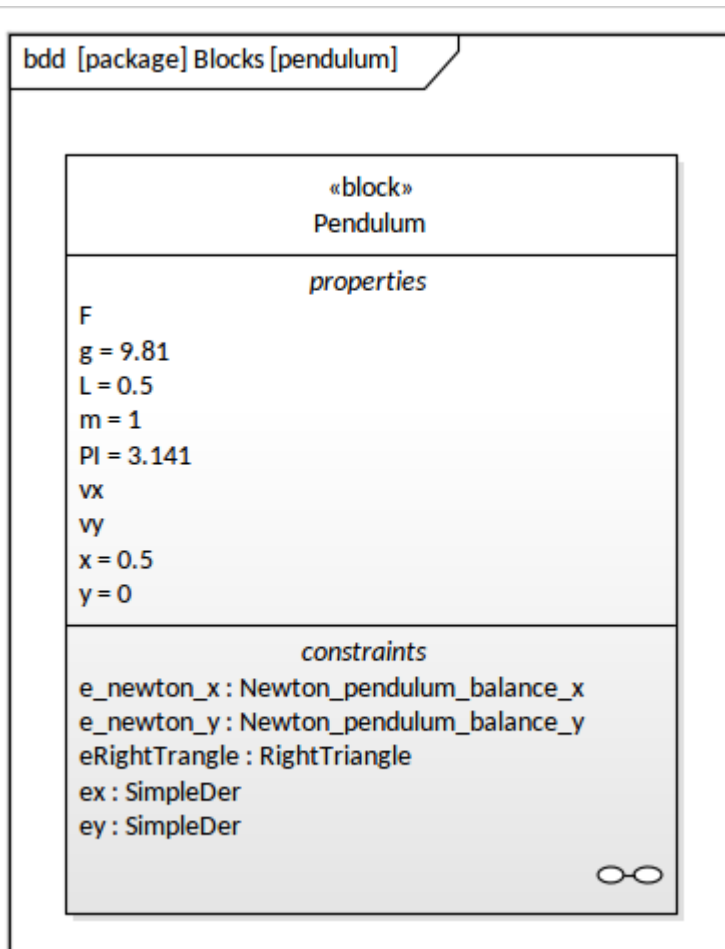 bdd [package] Blocks [pendulum]
«block»
Pendulum
properties
F
g = 9.81
L = 0.5
m = 1
PI = 3.141
vx
vy
x = 0.5
y = 0
constraints
e_newton_x : Newton_pendulum_balance_x
e_newton_y : Newton_pendulum_balance_y
eRightTrangle : RightTriangle
ex : SimpleDer
ey : SimpleDer